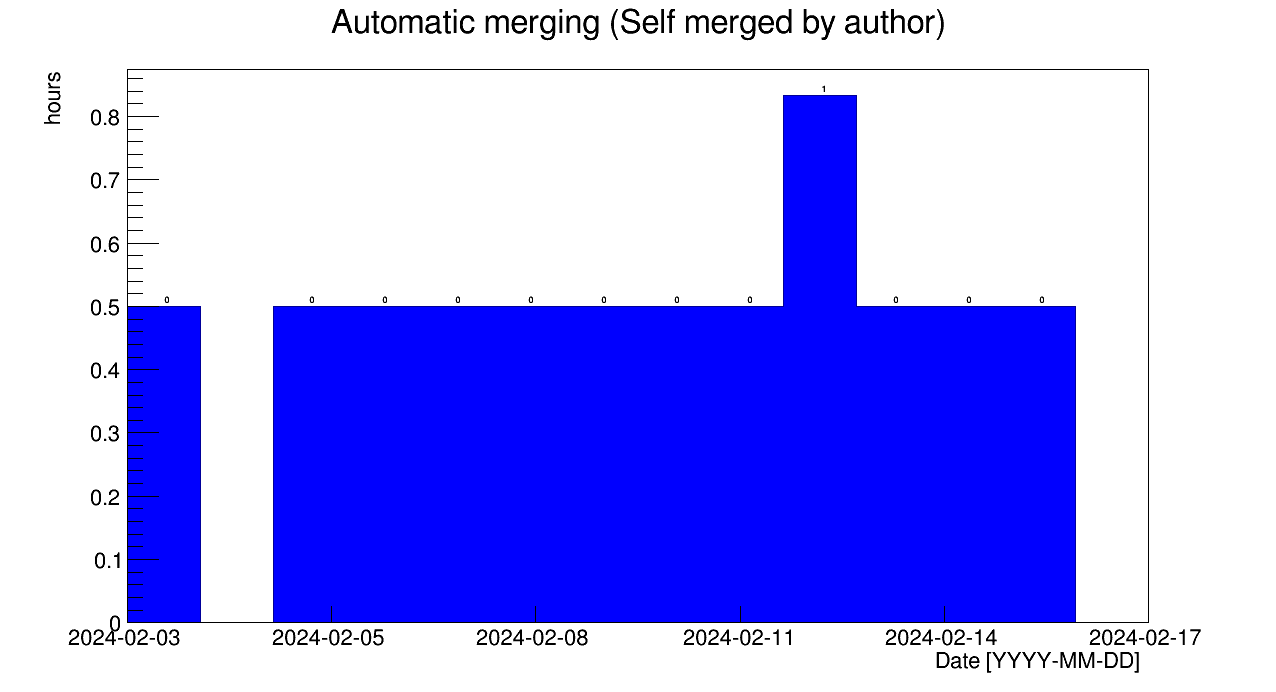 Automatic merging (Self merged by author)
hours
1
0.8
0.7
0.6
0 0 0 0 0 0 0 0 0 0 0
0.5
0.4
0.3
0.2
0.1
0
2024-02-03 2024-02-05 2024-02-08 2024-02-11 2024-02-14 2024-02-17
Date [YYYY-MM-DD]